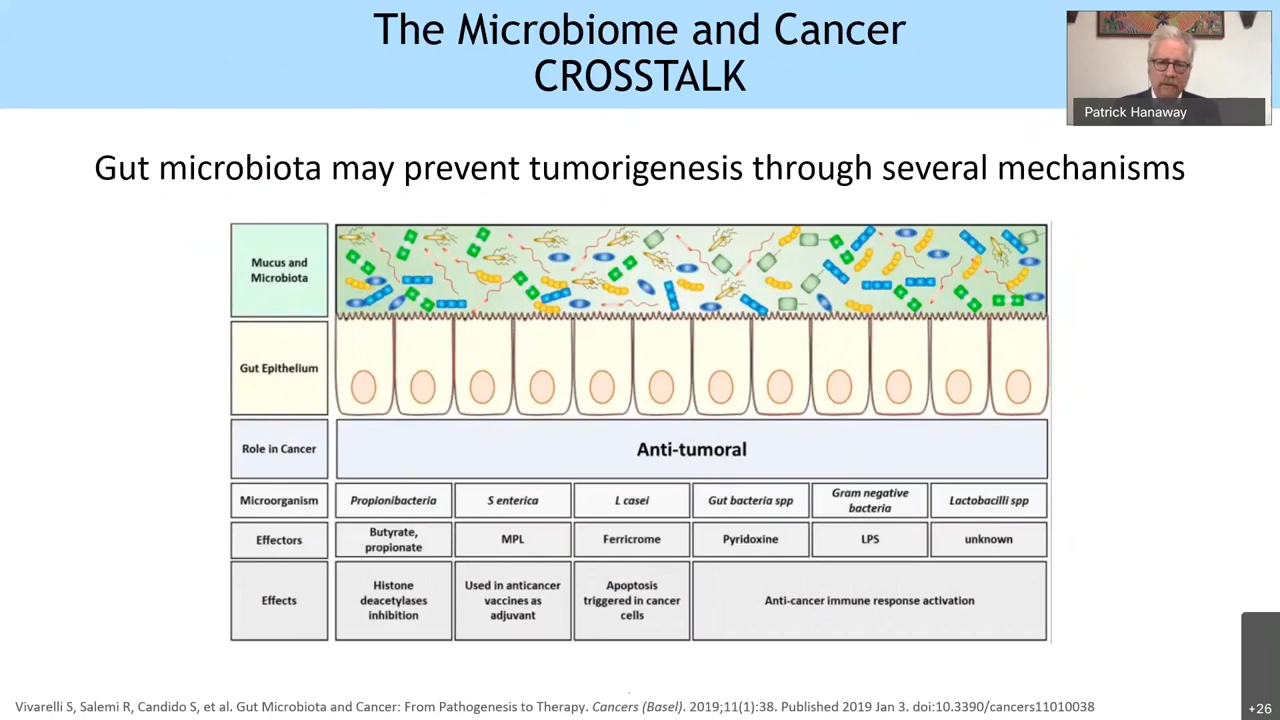 The Microbiome and Cancer
CROSSTALK
Patrick Hanaway
Gut microbiota may prevent tumorigenesis through several mechanisms
Mucus and
Microbiota
Gut Epithelium
Role in Cancer
Anti-tumoral
Microorganism
Propionibacteria
S enterica
L casei
Gut bacteria spp
Gram negative
bacteria
Lactobacilli spp
Effectors
Butyrate,
propionate
MPL
Ferricrome
Pyridoxine
LPS
unknown
Effects
Histone
deacetylases
inhibition
Used in anticancer
vaccines as
adjuvant
Apoptosis
triggered in cancer
cells
Anti-cancer immune response activation
Vivarelli S, Salemi R, Candido S, et al. Gut Microbiota and Cancer: From Pathogenesis to Therapy. Cancers (Basel). 2019;11(1):38. Published 2019 Jan 3. doi:10.3390/cancers11010038
+26